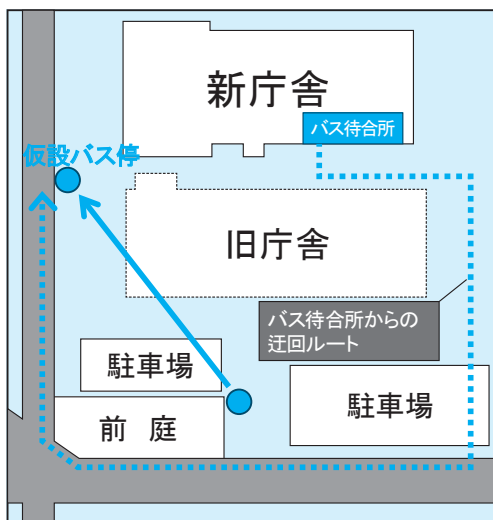 新庁舎
バス待合所
仮設バス停
旧庁舎
バス待合所からの
迂回ルート
駐車場
駐車場
前 庭